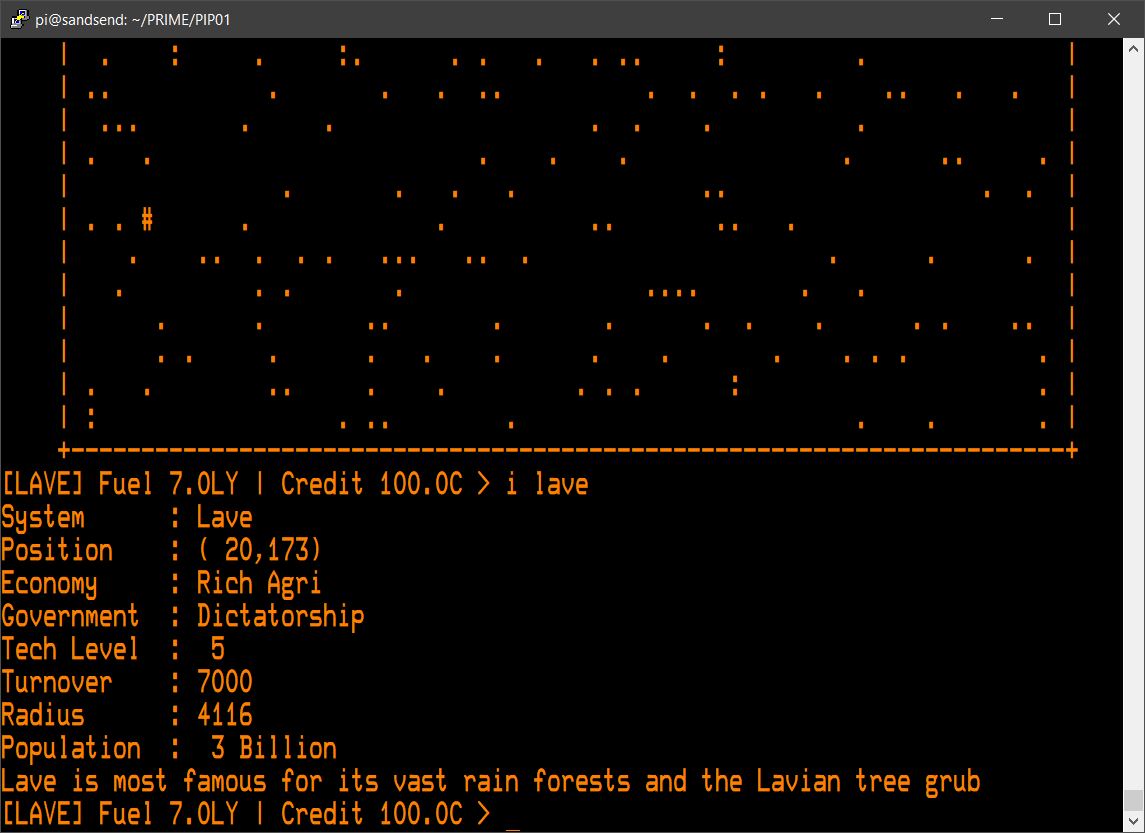 pi@sandsend: ~/PRIME/PIP01
[LAVE] Fuel 7.0LY | Credit 100.0C > i lave
System      : Lave
Position    : ( 20,173)
Economy     : Rich Agri
Government  : Dictatorship
Tech Level  :  5
Turnover    : 7000
Radius      : 4116
Population  :  3 Billion
Lave is most famous for its vast rain forests and the Lavian tree grub
[LAVE] Fuel 7.0LY | Credit 100.0C > _